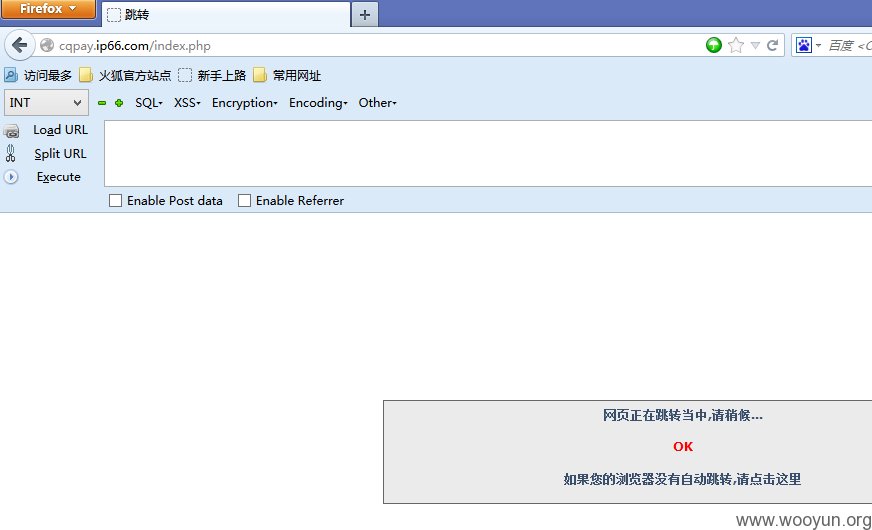 Firefox
跳转
cqpay.ip66.com/index.php
百度 <C
访问最多 火狐官方站点 新手上路 常用网址
INT SQL XSS Encryption Encoding Other
Load URL
Split URL
Execute
Enable Post data Enable Referrer
网页正在跳转当中,请稍候...
OK
如果您的浏览器没有自动跳转,请点击这里
www.wooyun.org